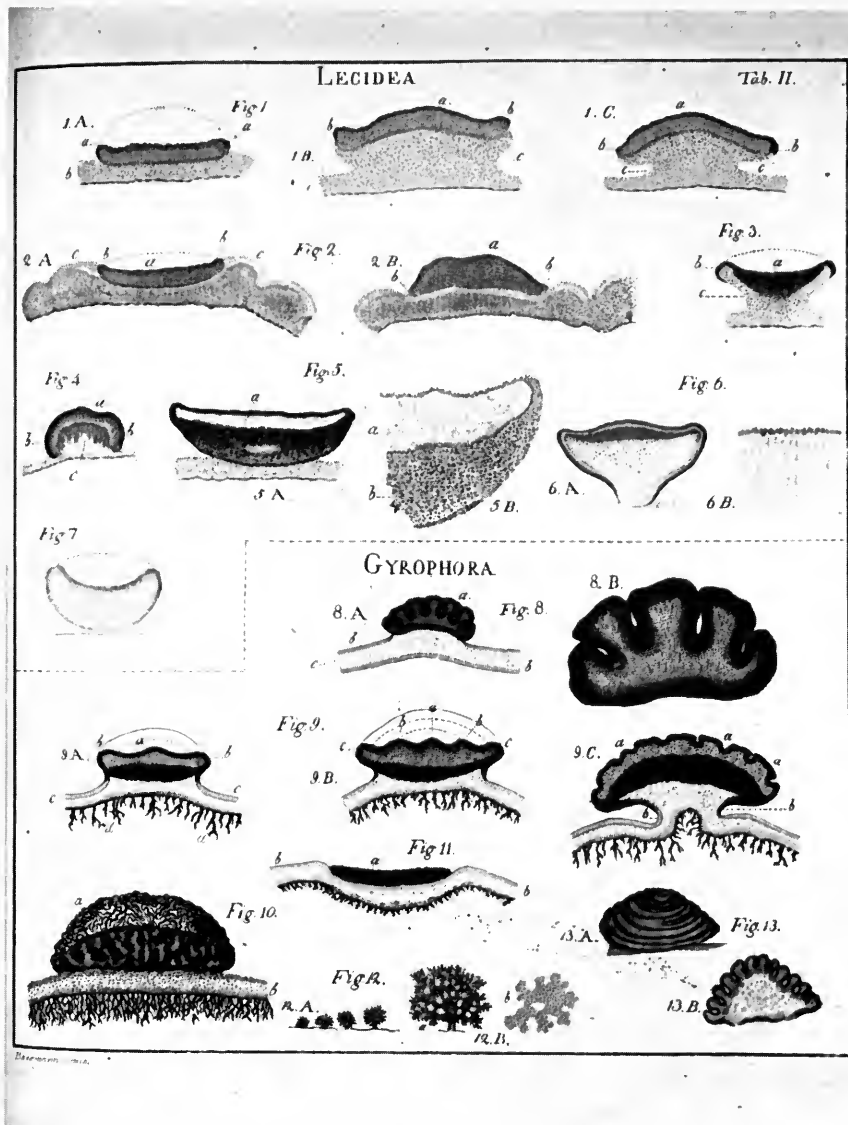 LECIDEA
Tab. II.
Fig 1
1. A.
a
a
b
1 B.
a.
b
b
c
c
1. C.
a
b
b
c
c
Fig 2.
2 A
c
b
a
b
c
2 B.
a
b
b
Fig 3.
a
b
c
Fig 4
a
b
b
c
Fig 5.
a
5 A
a
b
5 B.
Fig 6.
6. A.
6 B.
Fig 7
GYROPHORA
Fig. 8.
8. A.
a.
b
c
b
8. B.
Fig. 9.
9. A.
b
a
b
c
c
d
a
9. B.
a
b
b
c
c
9. C.
a
a
a
b
b
Fig. 10.
a
b
Fig 11.
b
a
b
Fig 12.
12. A.
b
12. B.
Fig. 13.
13. A.
13. B.